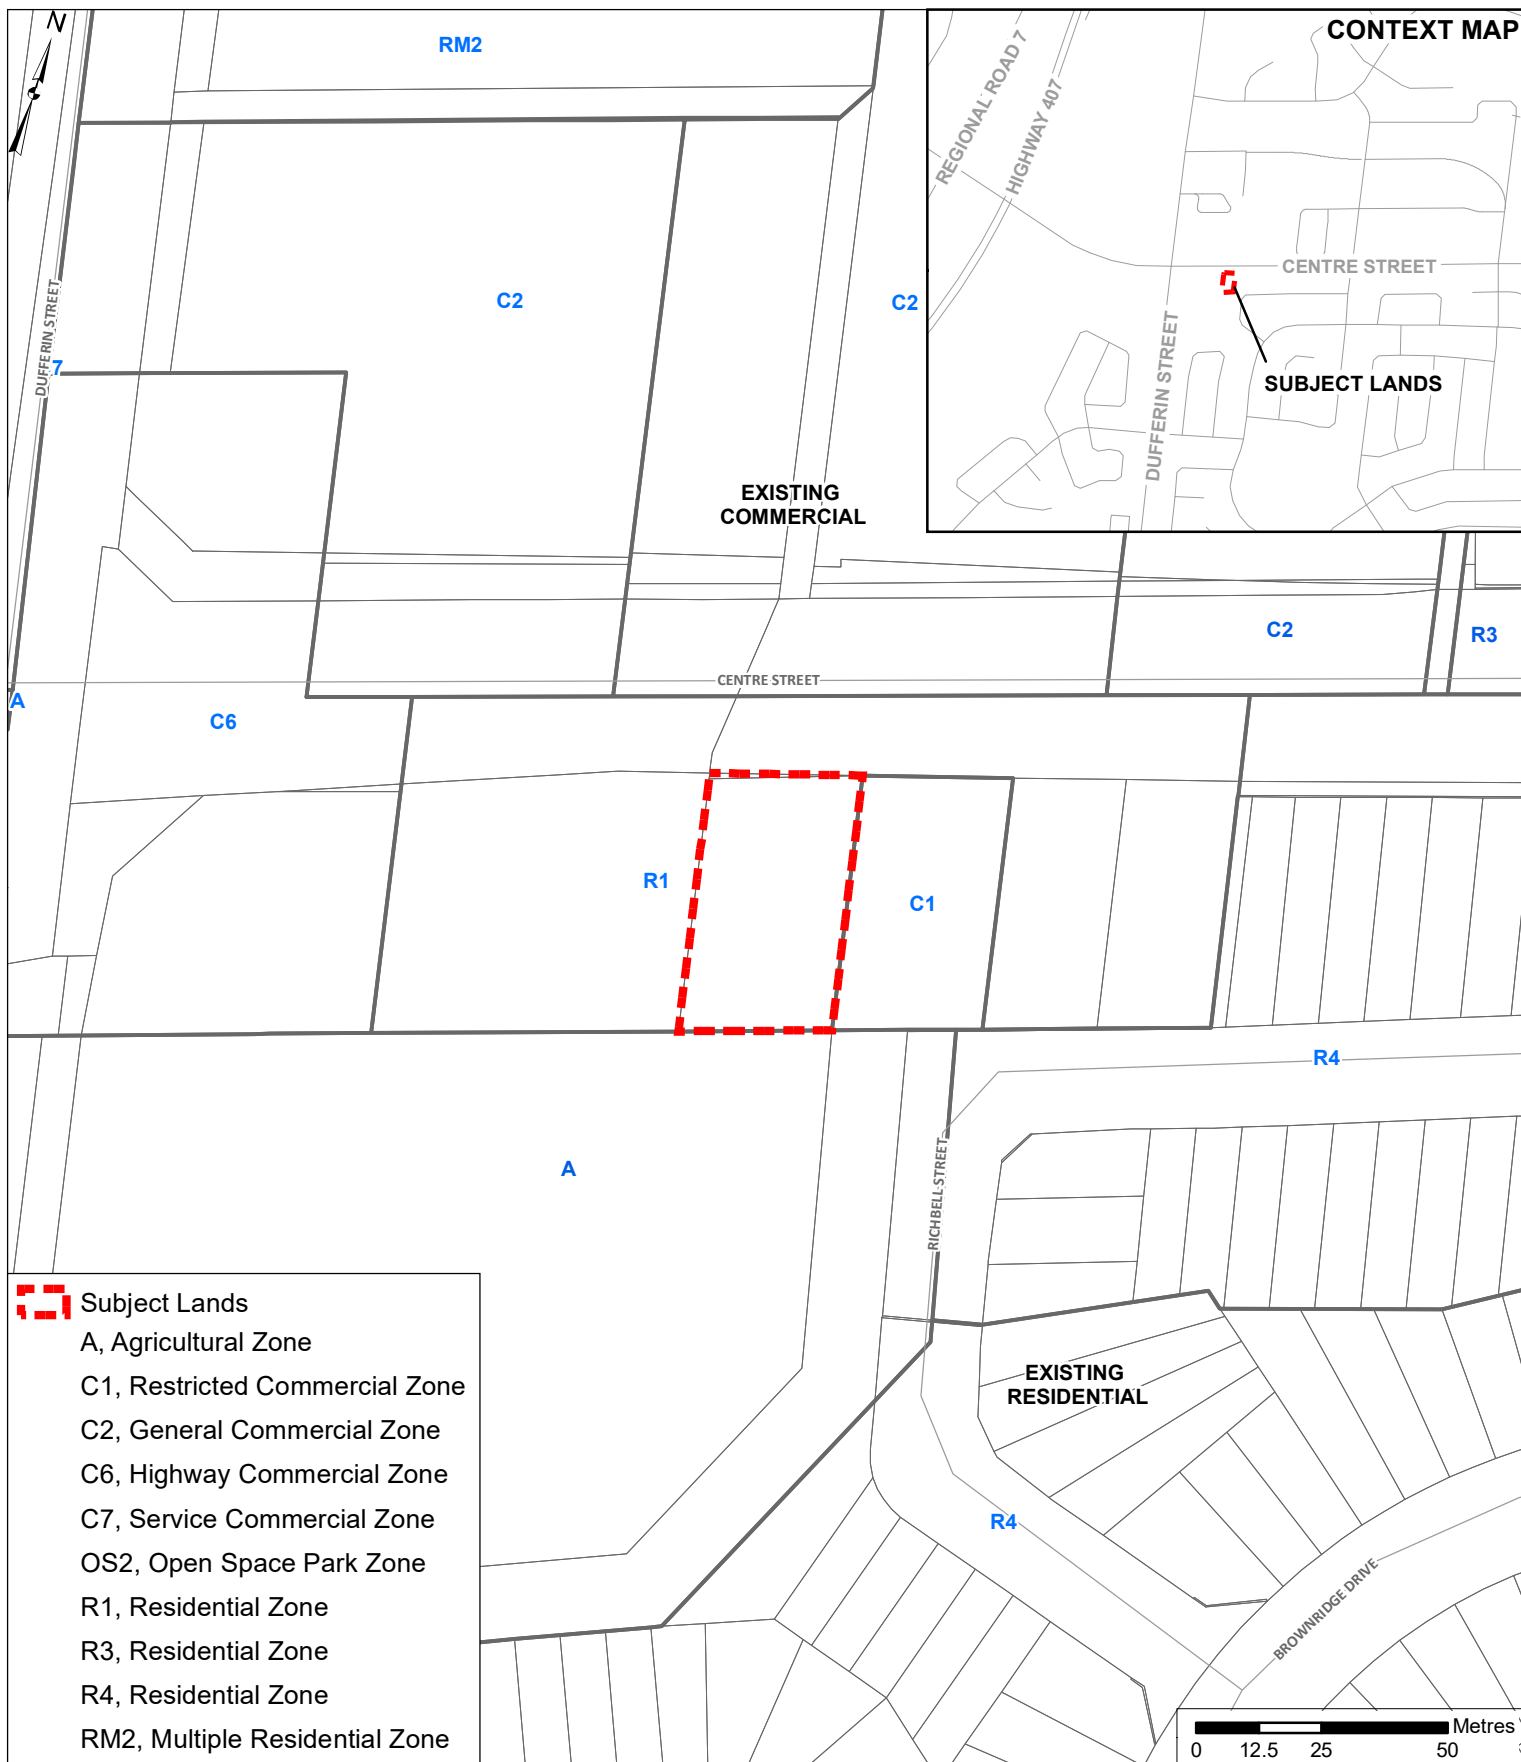 N
RM2
CONTEXT MAP
REGIONAL ROAD 7
HIGHWAY 407
CENTRE STREET
DUFFERIN STREET
SUBJECT LANDS
C2
C2
DUFFERIN STREET
7
EXISTING
COMMERCIAL
C2
R3
CENTRE STREET
A
C6
R1
C1
R4
A
RICHBELL STREET
EXISTING
RESIDENTIAL
R4
BROWNRIDGE DRIVE
Subject Lands
A, Agricultural Zone
C1, Restricted Commercial Zone
C2, General Commercial Zone
C6, Highway Commercial Zone
C7, Service Commercial Zone
OS2, Open Space Park Zone
R1, Residential Zone
R3, Residential Zone
R4, Residential Zone
RM2, Multiple Residential Zone
Metres
0 12.5 25 50